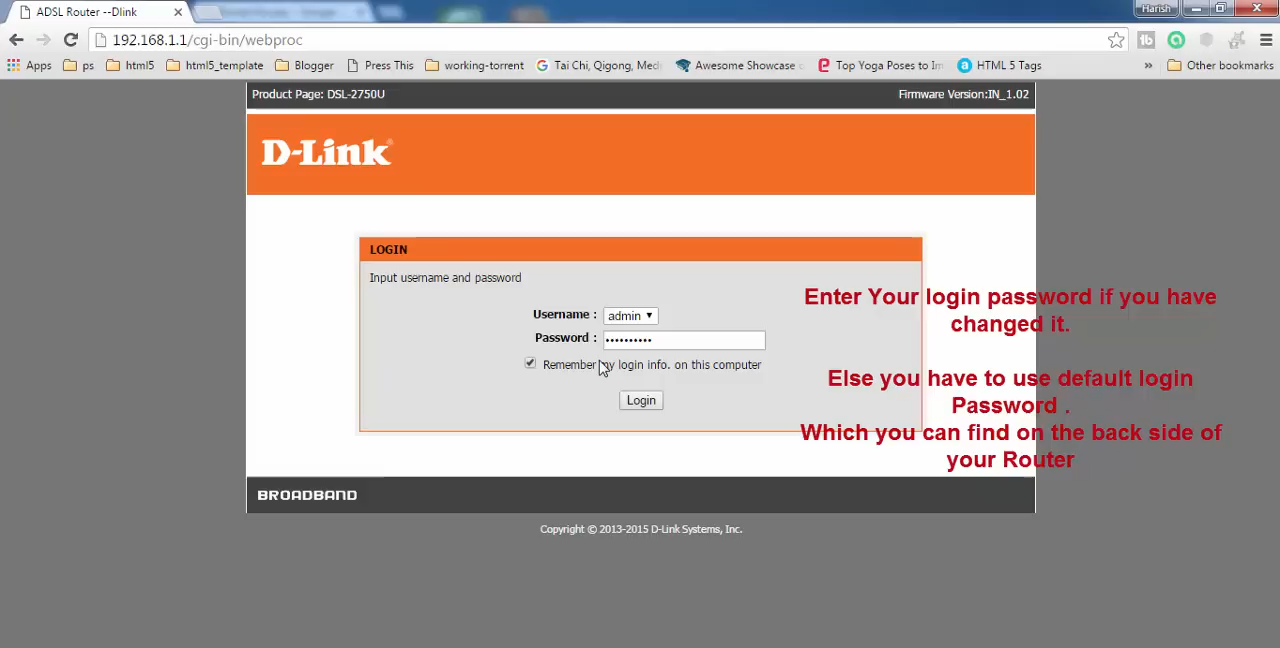 ADSL Router --Dlink
Harish
192.168.1.1/cgi-bin/webproc
Apps ps html5 html5_template Blogger Press This working-torrent Tai Chi, Qigong, Med Awesome Showcase Top Yoga Poses to Im HTML 5 Tags » Other bookmarks
Product Page: DSL-2750U Firmware Version:IN_1.02
D-Link
LOGIN
Input username and password
Username : admin
Password : ••••••••••
Remember my login info. on this computer
Login
Enter Your login password if you have
changed it.
Else you have to use default login
Password .
Which you can find on the back side of
your Router
BROADBAND
Copyright © 2013-2015 D-Link Systems, Inc.